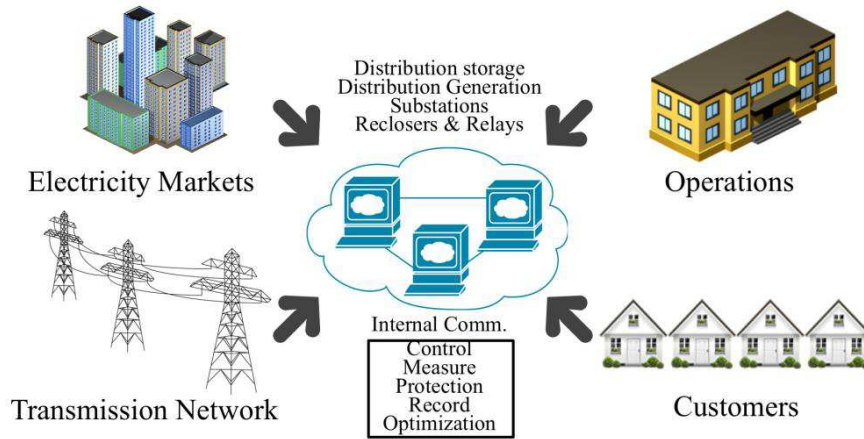 Distribution storage
Distribution Generation
Substations
Reclosers & Relays
Electricity Markets
Operations
Internal Comm.
Control
Measure
Protection
Record
Optimization
Transmission Network
Customers